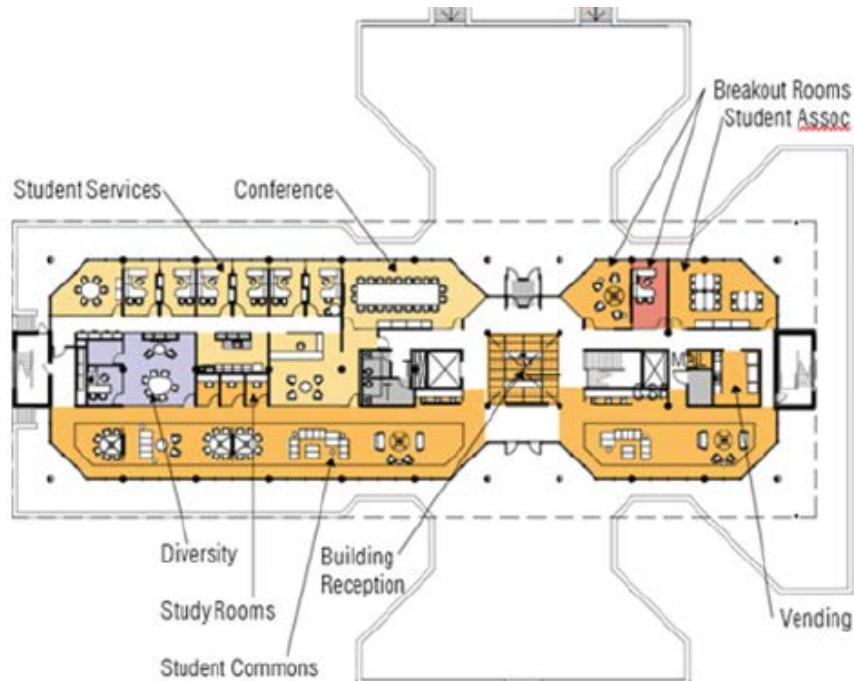 Breakout Rooms
Student Assoc
Student Services
Conference
Diversity
Building
Reception
Study Rooms
Vending
Student Commons